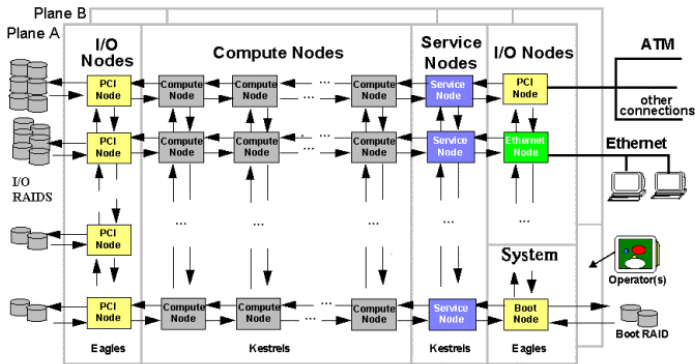 Plane B
Plane A
I/O Nodes
Compute Nodes
Service Nodes
I/O Nodes
ATM
other connections
Ethernet
I/O RAIDS
PCI Node
Compute Node
Compute Node
...
Compute Node
Service Node
PCI Node
...
PCI Node
Compute Node
Compute Node
...
Compute Node
Service Node
Ethernet Node
...
PCI Node
...
...
...
System
Operator(s)
PCI Node
Compute Node
Compute Node
...
Compute Node
Service Node
Boot Node
...
Boot RAID
Eagles
Kestrels
Kestrels
Eagles